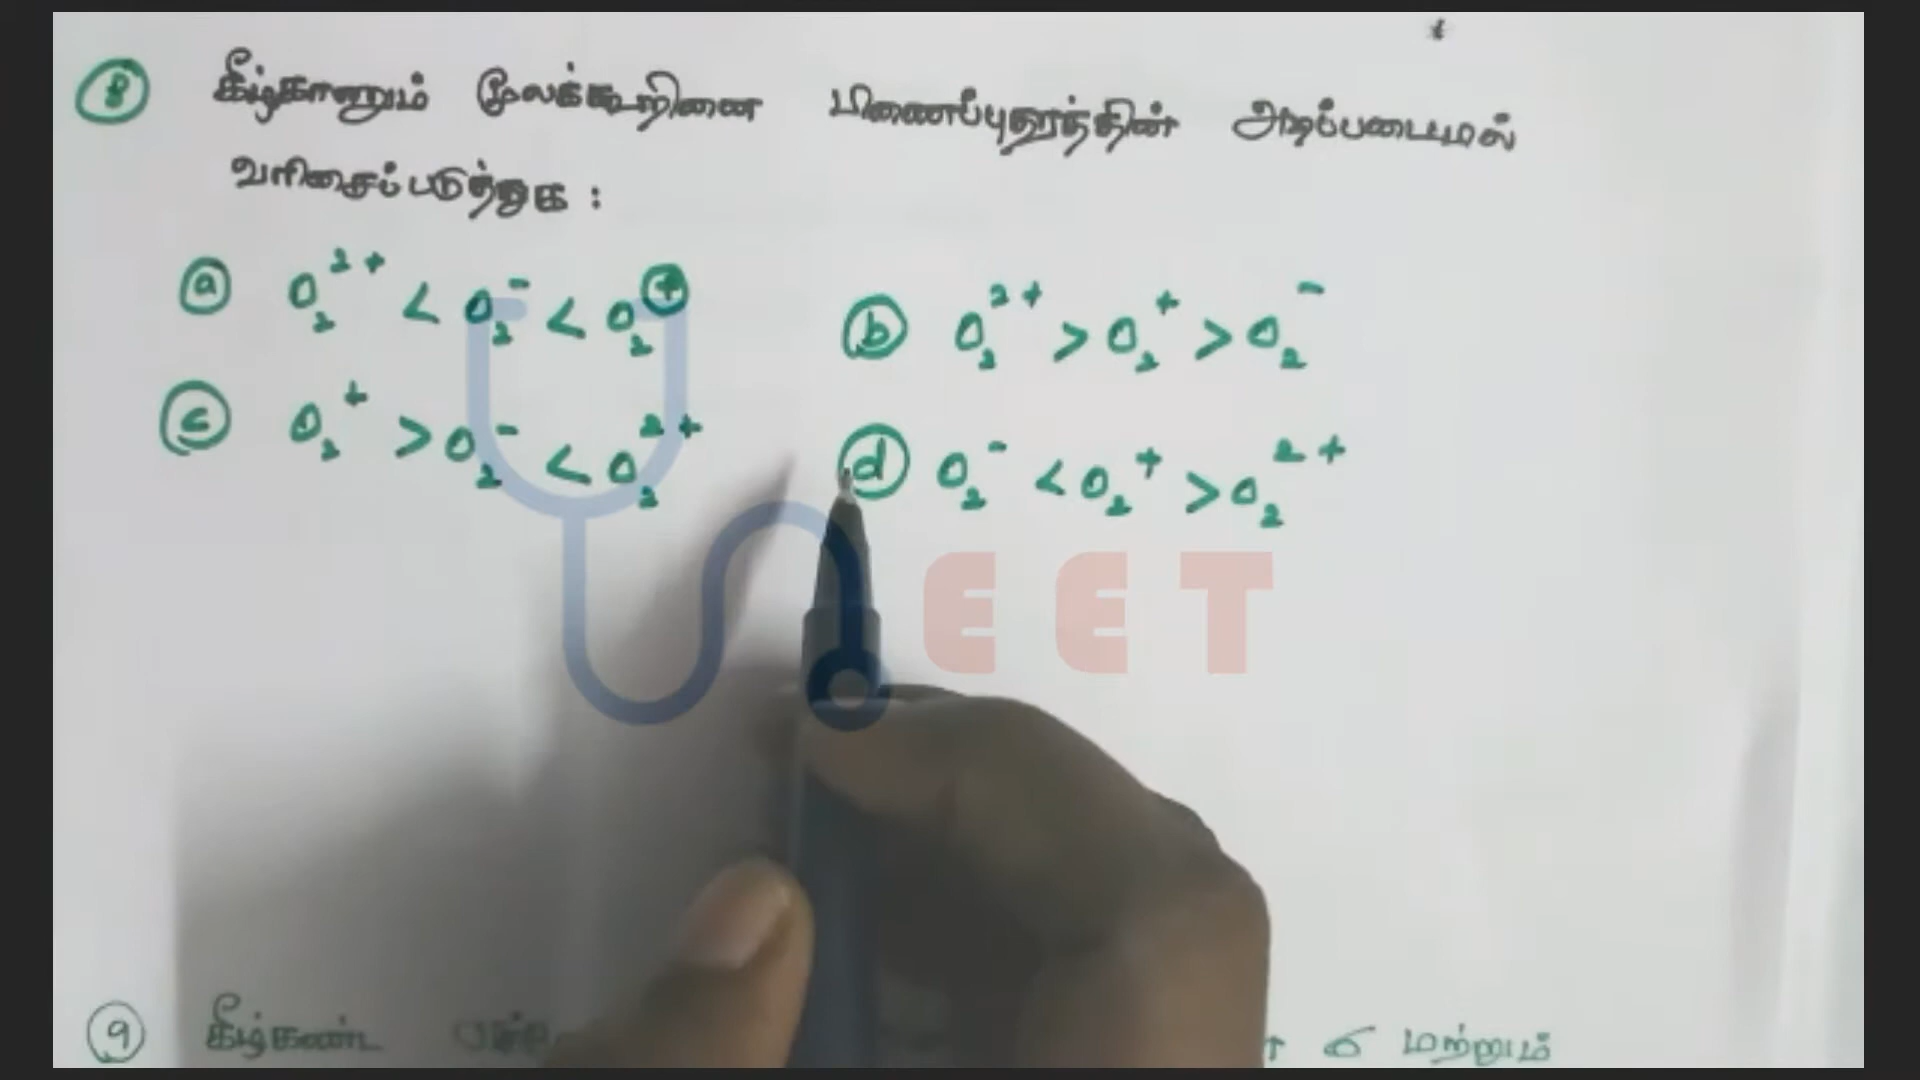 8 கீழ்காணும் மூலக்கூறினை பிணைப்புதரத்தின் அடிப்படையில்
வரிசைப்படுத்துக :
a O₂²⁺ < O₂⁻ < O₂⁺ b O₂²⁺ > O₂⁺ > O₂⁻
c O₂⁺ > O₂⁻ < O₂²⁺ d O₂⁻ < O₂⁺ > O₂²⁺
EET
9 கீழ்கண்ட மற்றும்